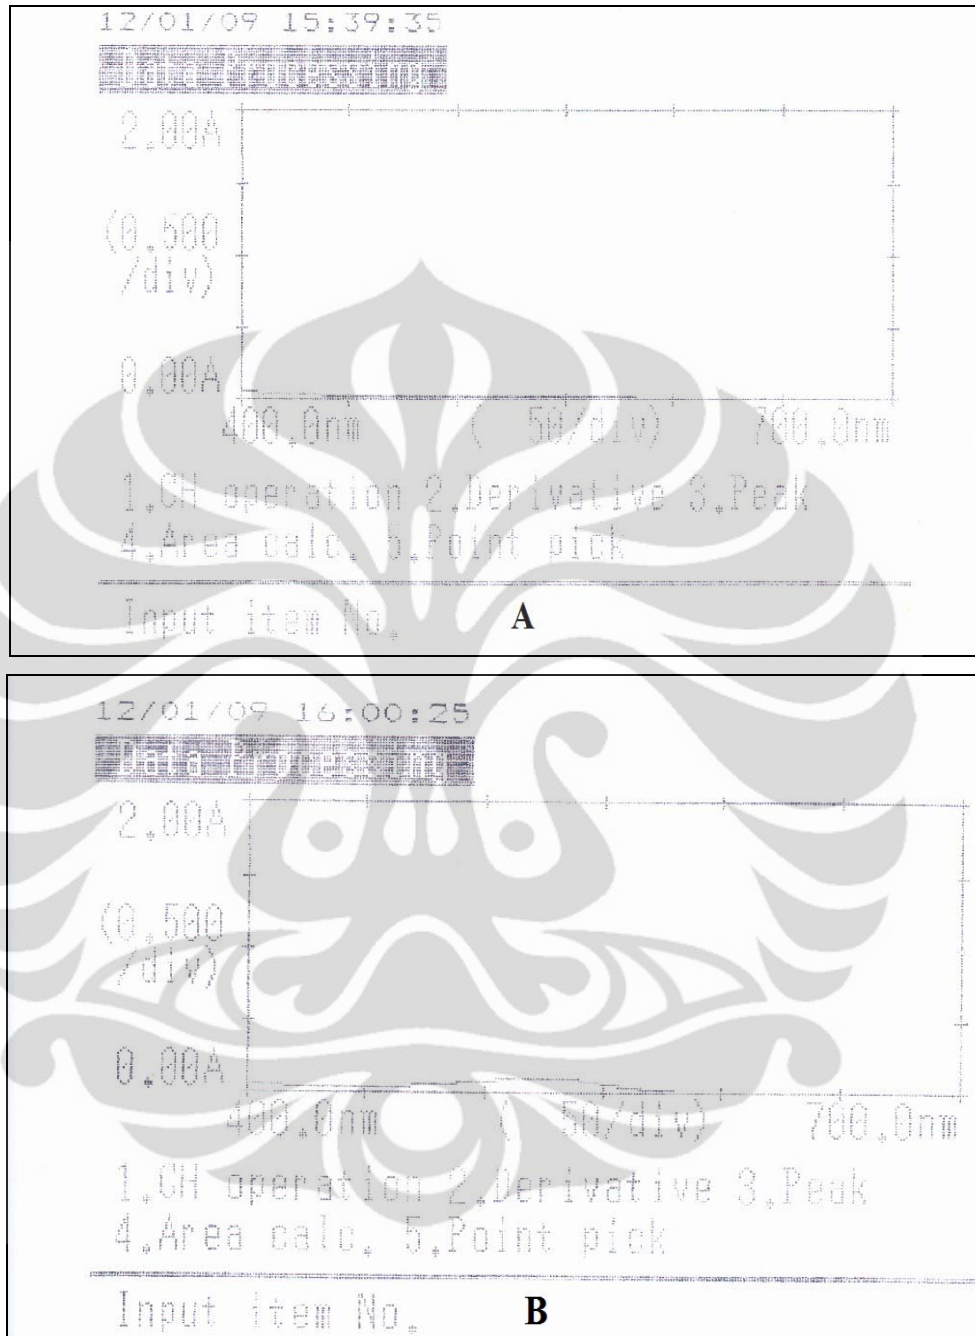 12/01/09 15:39:35
2.00A
(0.500
/div)
0.00A
400.0nm ( 50/div) 700.0nm
1.CH operation 2.Derivative 3.Peak
4.Area calc. 5.Point pick
Input item No.
A
12/01/09 16:00:25
2.00A
(0.500
/div)
0.00A
400.0nm ( 50/div) 700.0nm
1.CH operation 2.Derivative 3.Peak
4.Area calc. 5.Point pick
Input item No.
B